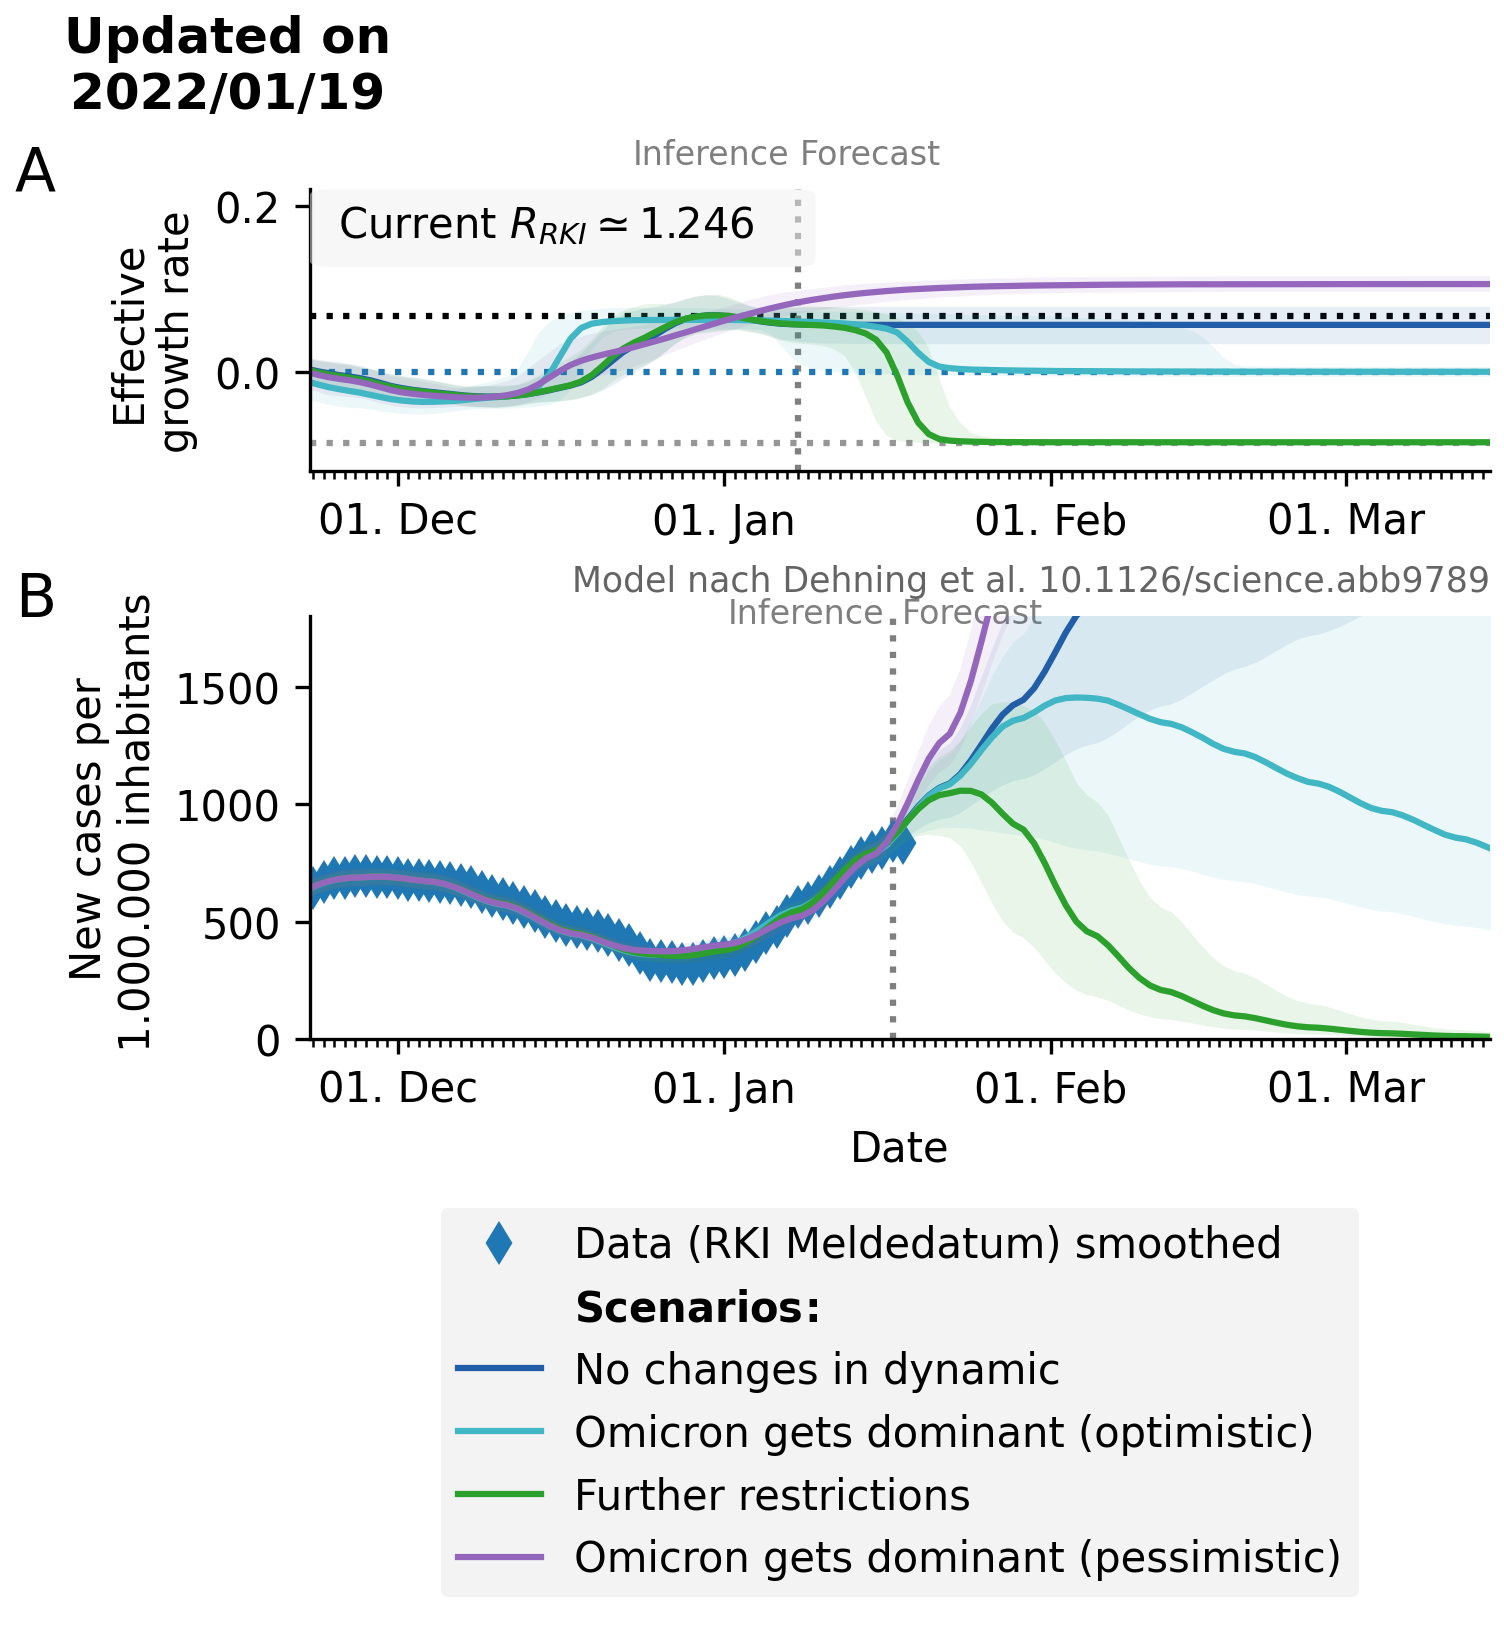 Updated on
2022/01/19
A
Inference Forecast
Current R_RKI ≃ 1.246
Effective
growth rate
0.2
0.0
01. Dec
01. Jan
01. Feb
01. Mar
B
Model nach Dehning et al. 10.1126/science.abb9789
Inference Forecast
New cases per
1.000.000 inhabitants
1500
1000
500
0
01. Dec
01. Jan
01. Feb
01. Mar
Date
Data (RKI Meldedatum) smoothed
Scenarios:
No changes in dynamic
Omicron gets dominant (optimistic)
Further restrictions
Omicron gets dominant (pessimistic)